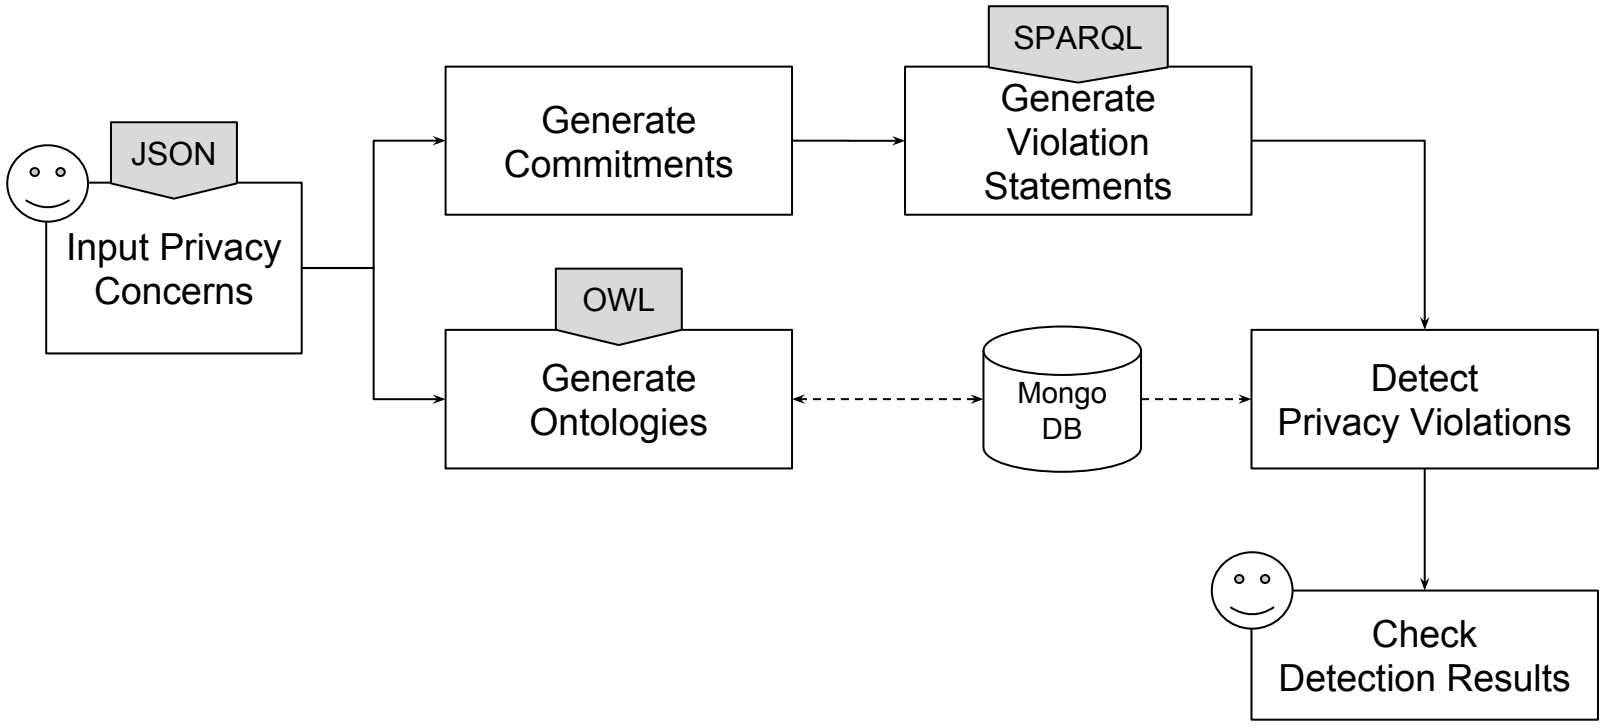 JSON
Input Privacy
Concerns
Generate
Commitments
SPARQL
Generate
Violation
Statements
OWL
Generate
Ontologies
Mongo
DB
Detect
Privacy Violations
Check
Detection Results